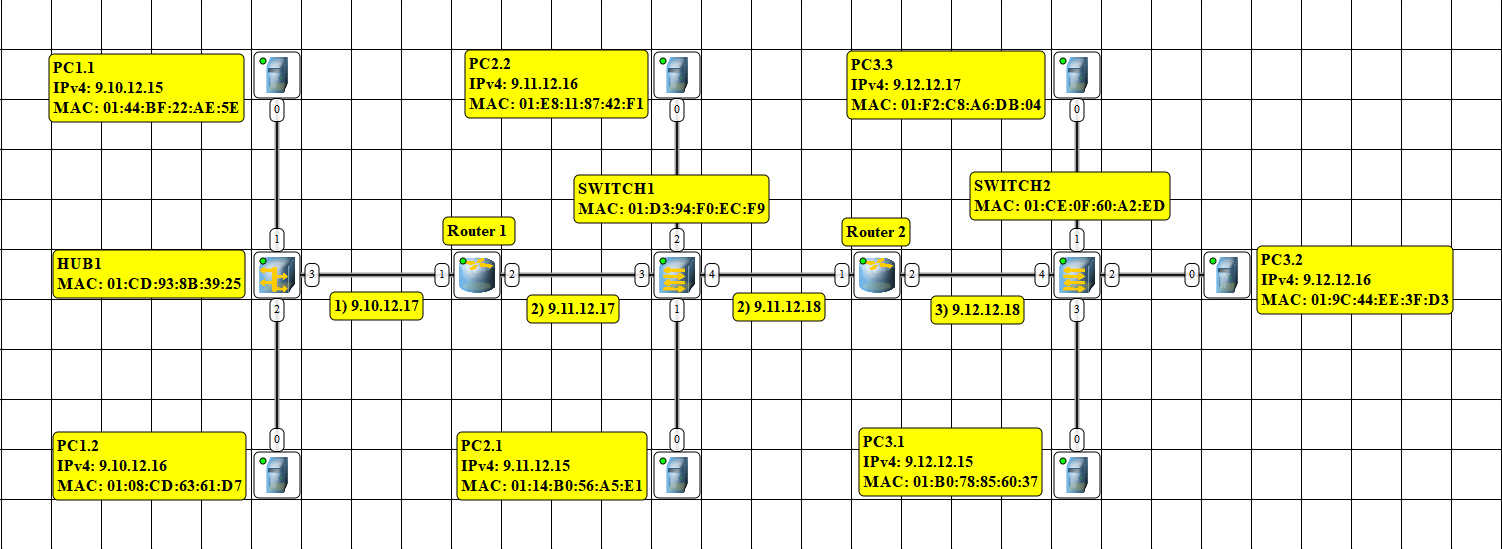 PC1.1
IPv4: 9.10.12.15
MAC: 01:44:BF:22:AE:5E
0
PC2.2
IPv4: 9.11.12.16
MAC: 01:E8:11:87:42:F1
0
PC3.3
IPv4: 9.12.12.17
MAC: 01:F2:C8:A6:DB:04
0
SWITCH1
MAC: 01:D3:94:F0:EC:F9
SWITCH2
MAC: 01:CE:0F:60:A2:ED
HUB1
MAC: 01:CD:93:8B:39:25
1
3
2
1) 9.10.12.17
Router 1
1
2
2) 9.11.12.17
2
3
4
1
2) 9.11.12.18
Router 2
1
2
3) 9.12.12.18
1
4
2
3
0
PC3.2
IPv4: 9.12.12.16
MAC: 01:9C:44:EE:3F:D3
PC1.2
IPv4: 9.10.12.16
MAC: 01:08:CD:63:61:D7
0
PC2.1
IPv4: 9.11.12.15
MAC: 01:14:B0:56:A5:E1
0
PC3.1
IPv4: 9.12.12.15
MAC: 01:B0:78:85:60:37
0